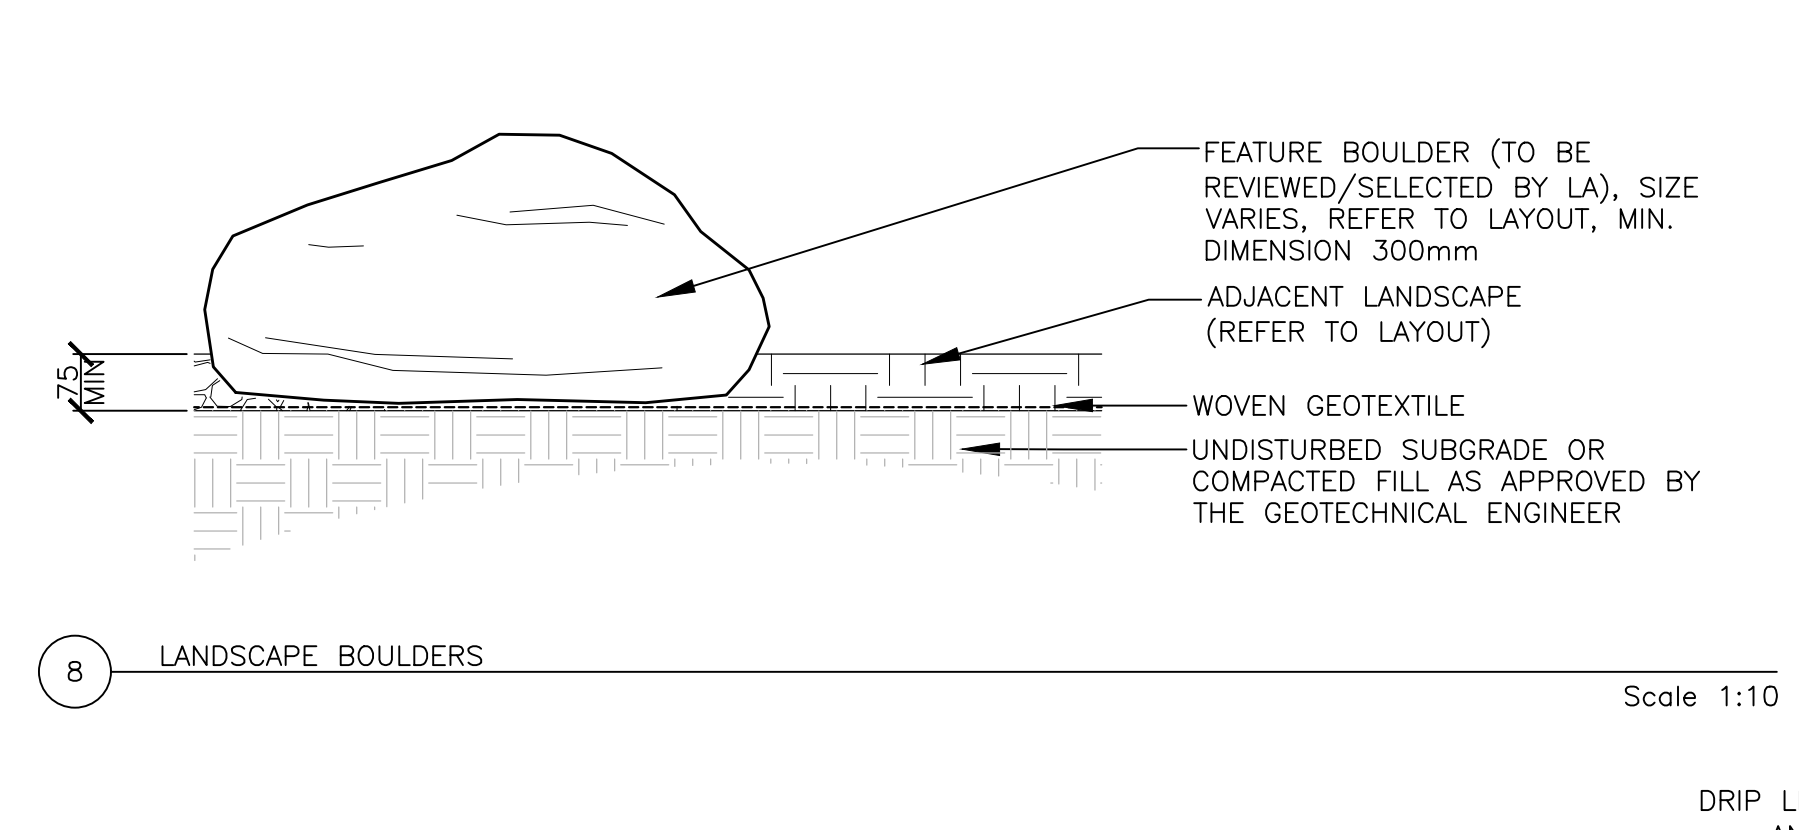 FEATURE BOULDER (TO BE
REVIEWED/SELECTED BY LA), SIZE
VARIES, REFER TO LAYOUT, MIN.
DIMENSION 300mm
ADJACENT LANDSCAPE
(REFER TO LAYOUT)
75
MIN
WOVEN GEOTEXTILE
UNDISTURBED SUBGRADE OR
COMPACTED FILL AS APPROVED BY
THE GEOTECHNICAL ENGINEER
8
LANDSCAPE BOULDERS
Scale 1:10
DRIP